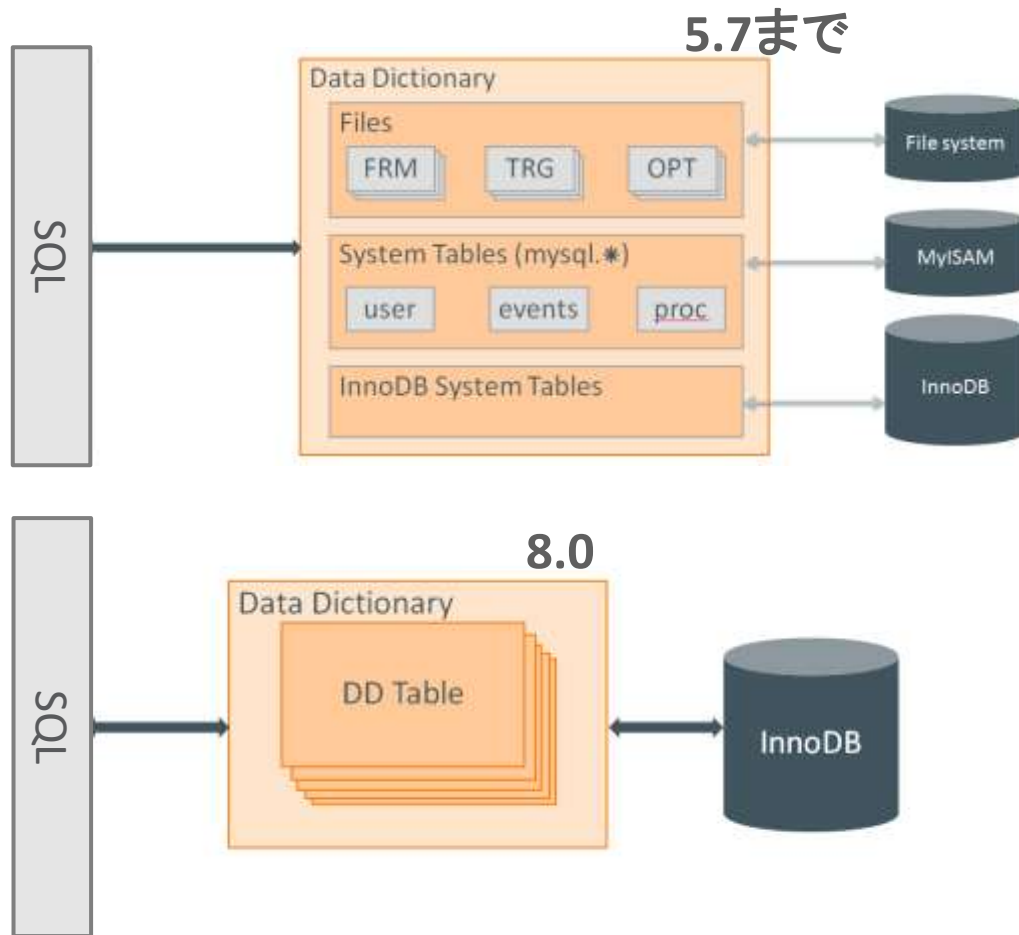 5.7まで
SQL
Data Dictionary
Files
FRM
TRG
OPT
File system
System Tables (mysql.*)
user
events
proc
MyISAM
InnoDB System Tables
InnoDB
8.0
SQL
Data Dictionary
DD Table
InnoDB